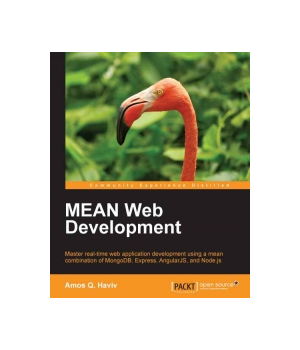 Community Experience Distilled
MEAN Web
Development
Master real-time web application development using a mean
combination of MongoDB, Express, AngularJS, and Node.js
Amos Q. Haviv
[PACKT] open source
PUBLISHING